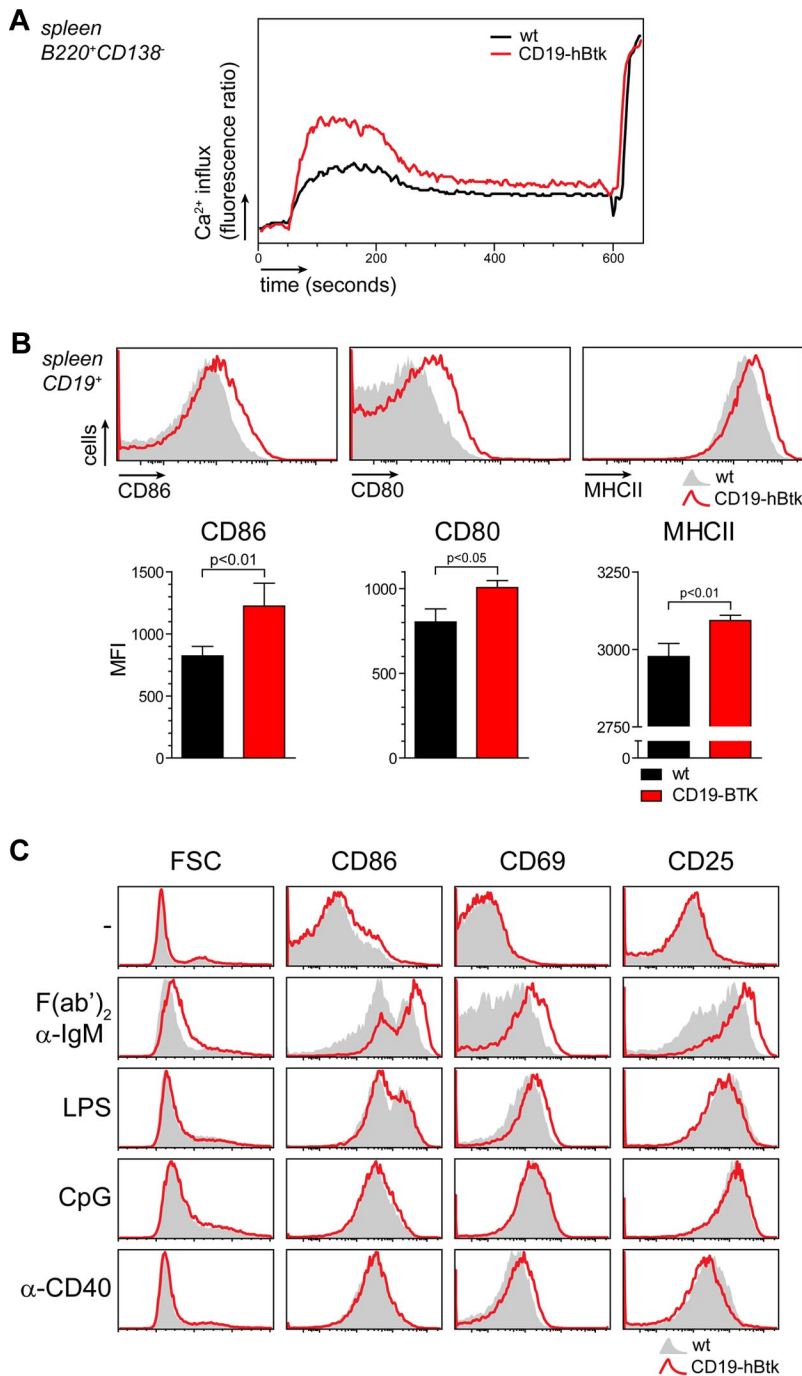 A
spleen
B220+CD138-
wt
CD19-hBtk
Ca2+ influx
(fluorescence ratio)
0 200 400 600
time (seconds)
B
spleen
CD19+
cells
CD86
CD80
MHCII
wt
CD19-hBtk
CD86
CD80
MHCII
MFI
p<0.01
1500
1000
500
0
p<0.05
1000
500
0
p<0.01
3250
3000
2750
0
wt
CD19-BTK
C
FSC CD86 CD69 CD25
-
F(ab')2
α-IgM
LPS
CpG
α-CD40
wt
CD19-hBtk